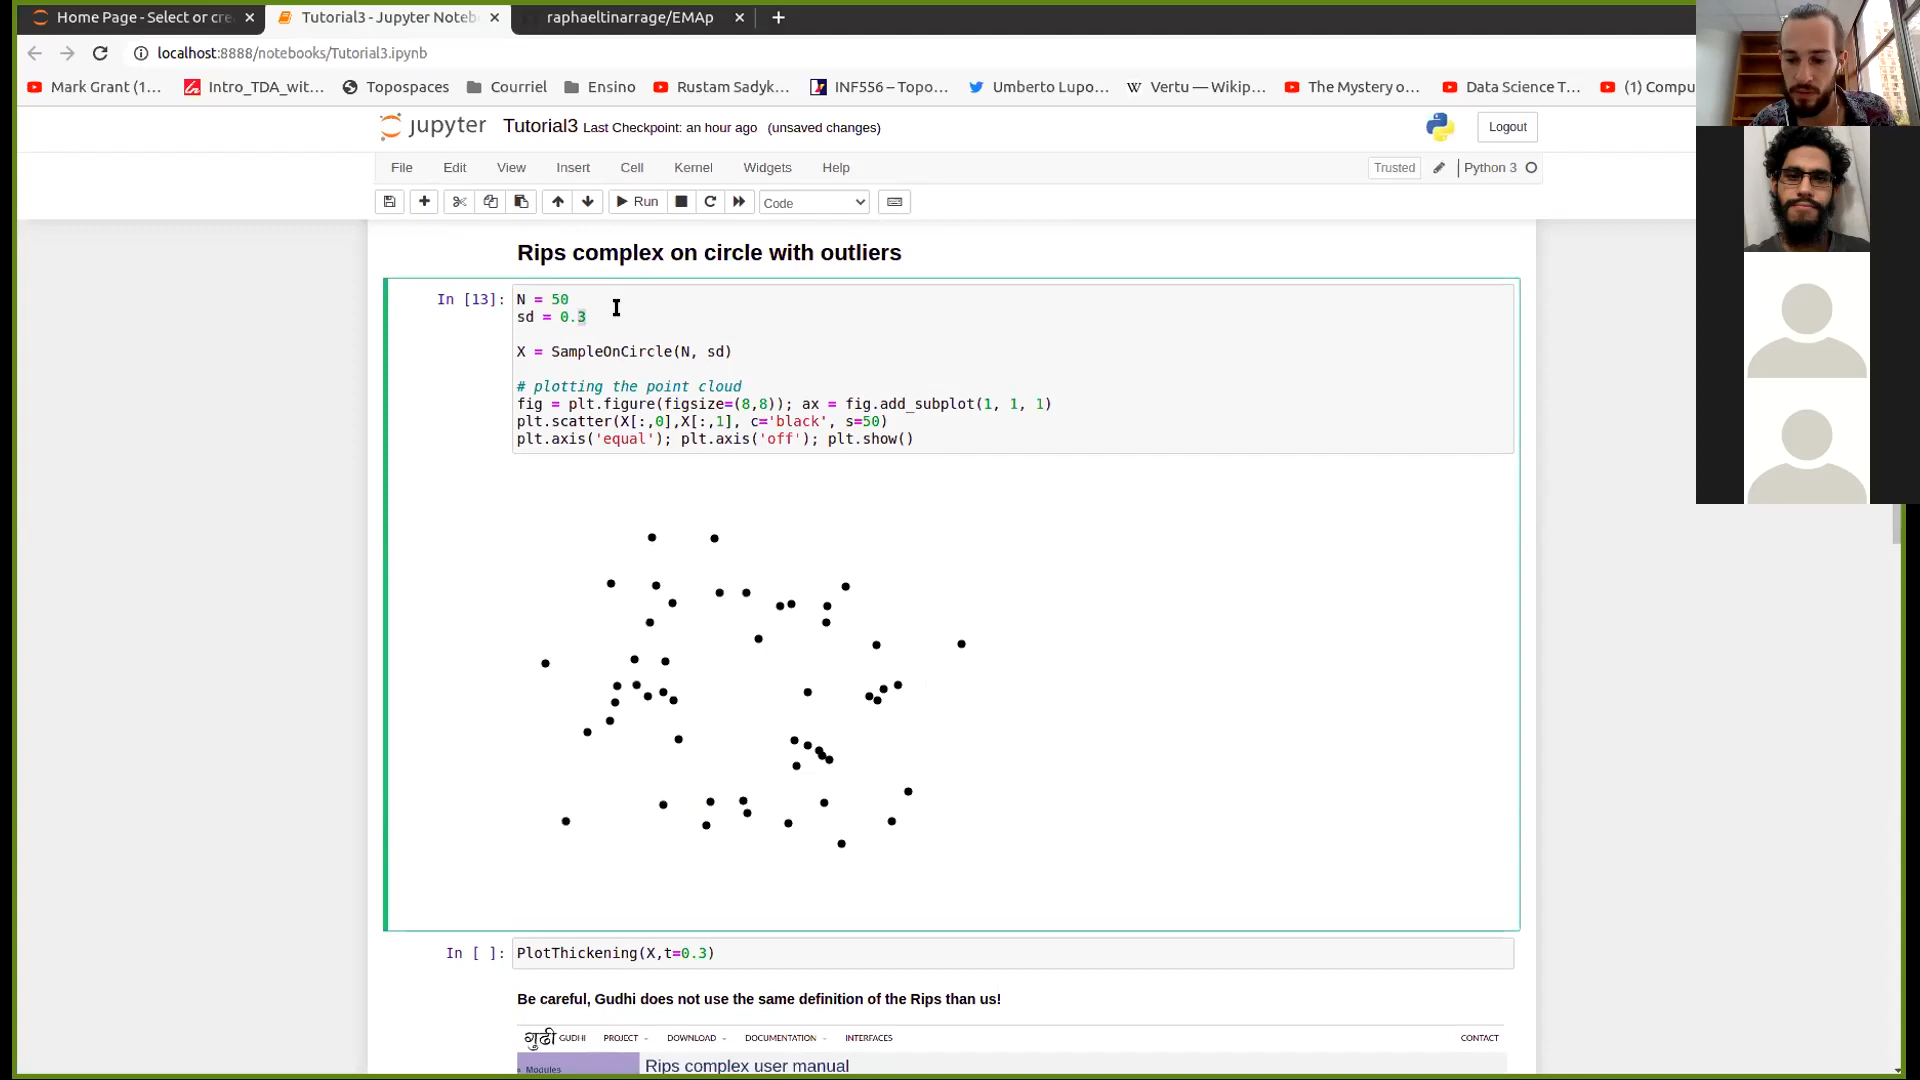 Home Page - Select or cre
Tutorial3 - Jupyter Noteb
raphaeltinarrage/EMAp
localhost:8888/notebooks/Tutorial3.ipynb
Mark Grant (1...
Intro_TDA_wit...
Topospaces
Courriel
Ensino
Rustam Sadyk...
INF556 – Topo...
Umberto Lupo...
Vertu — Wikip...
The Mystery o...
Data Science T...
(1) Compu
jupyter
Tutorial3 Last Checkpoint: an hour ago (unsaved changes)
Logout
File
Edit
View
Insert
Cell
Kernel
Widgets
Help
Trusted
Python 3
Run
Code
Rips complex on circle with outliers
In [13]:
N = 50
sd = 0.3
X = SampleOnCircle(N, sd)
# plotting the point cloud
fig = plt.figure(figsize=(8,8)); ax = fig.add_subplot(1, 1, 1)
plt.scatter(X[:,0],X[:,1], c='black', s=50)
plt.axis('equal'); plt.axis('off'); plt.show()
In [ ]:
PlotThickening(X,t=0.3)
Be careful, Gudhi does not use the same definition of the Rips than us!
गुढी GUDHI
PROJECT
DOWNLOAD
DOCUMENTATION
INTERFACES
CONTACT
Modules
Rips complex user manual